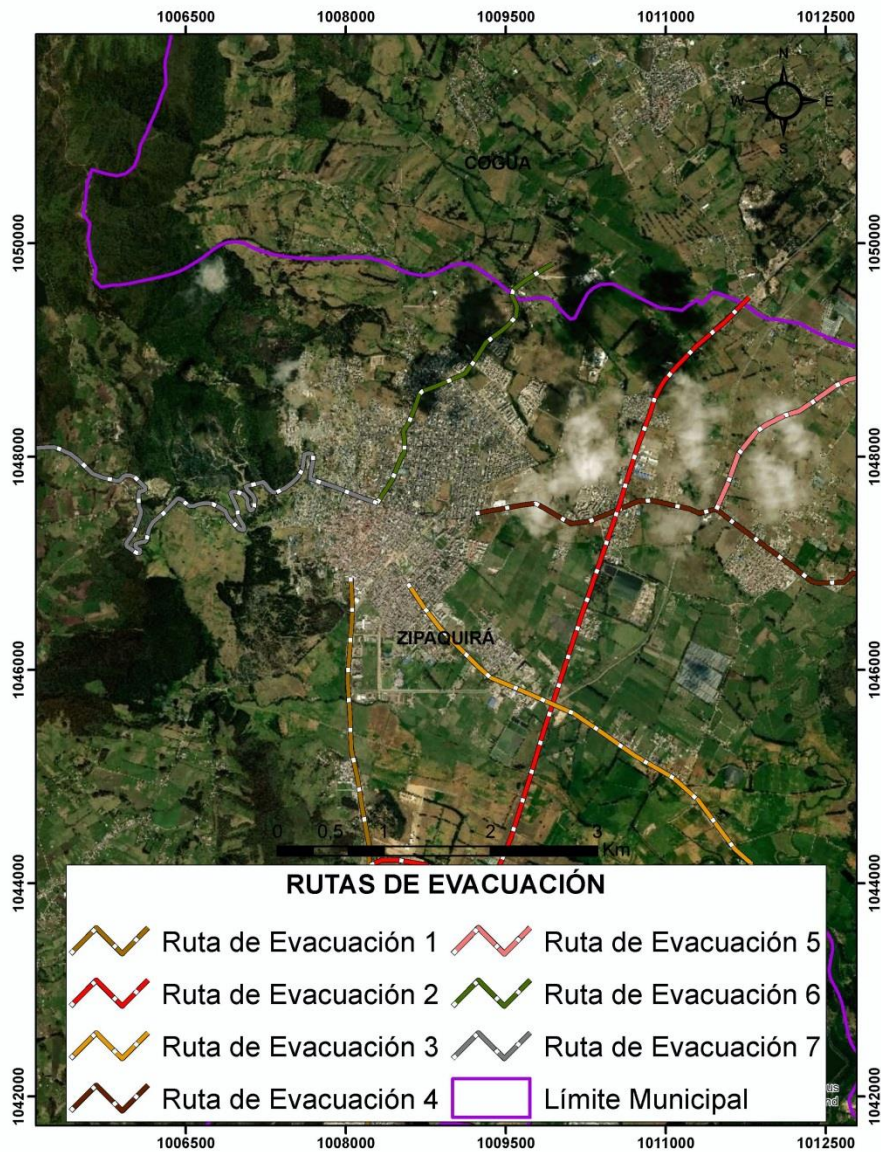 1006500 1008000 1009500 1011000 1012500
N
W E
S
COGUA
1050000 1050000
1048000 1048000
ZIPAQUIRÁ
1046000 1046000
0 0,5 1 2 3
Km
1044000 1044000
RUTAS DE EVACUACIÓN
Ruta de Evacuación 1 Ruta de Evacuación 5
Ruta de Evacuación 2 Ruta de Evacuación 6
Ruta de Evacuación 3 Ruta de Evacuación 7
Ruta de Evacuación 4 Límite Municipal
1042000 1042000
1006500 1008000 1009500 1011000 1012500